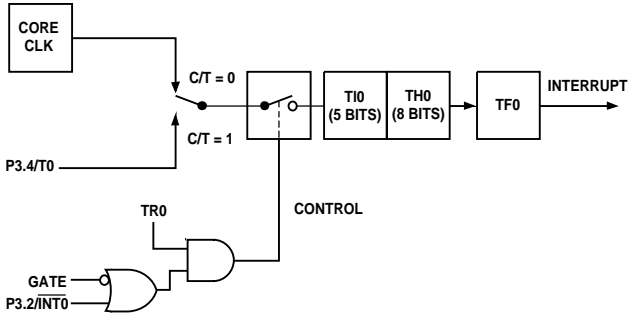 CORE
CLK
C/T = 0
C/T = 1
P3.4/T0
TI0
(5 BITS)
TH0
(8 BITS)
TF0
INTERRUPT
CONTROL
TR0
GATE
P3.2/INT0